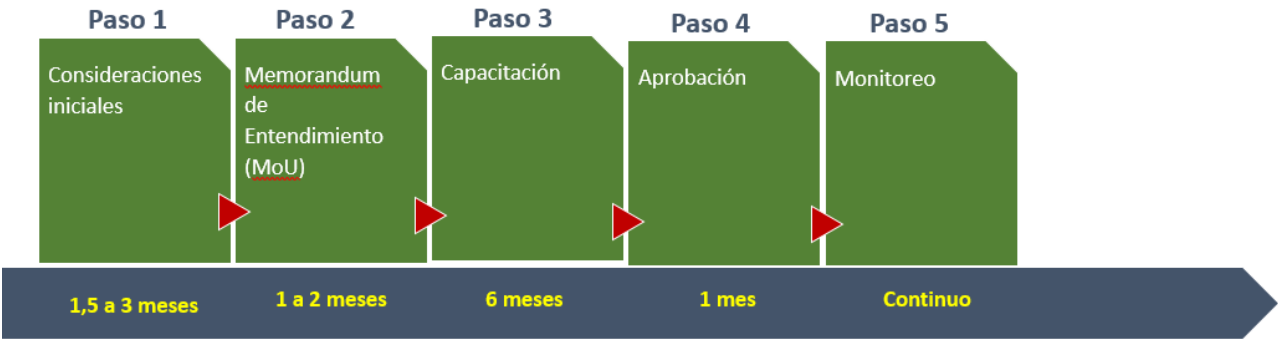 Paso 1
Consideraciones
iniciales
Paso 2
Memorandum
de
Entendimiento
(MoU)
Paso 3
Capacitación
Paso 4
Aprobación
Paso 5
Monitoreo
1,5 a 3 meses
1 a 2 meses
6 meses
1 mes
Continuo